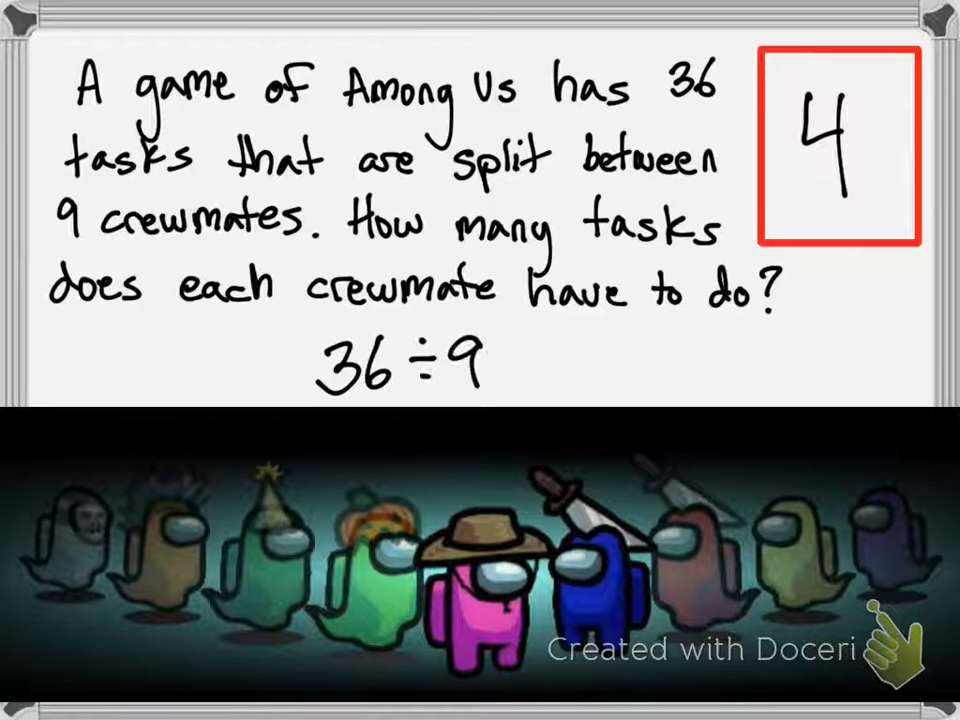 A game of Among Us has 36
tasks that are split between
9 crewmates. How many tasks
does each crewmate have to do?
36 ÷ 9
4
Created with Doceri